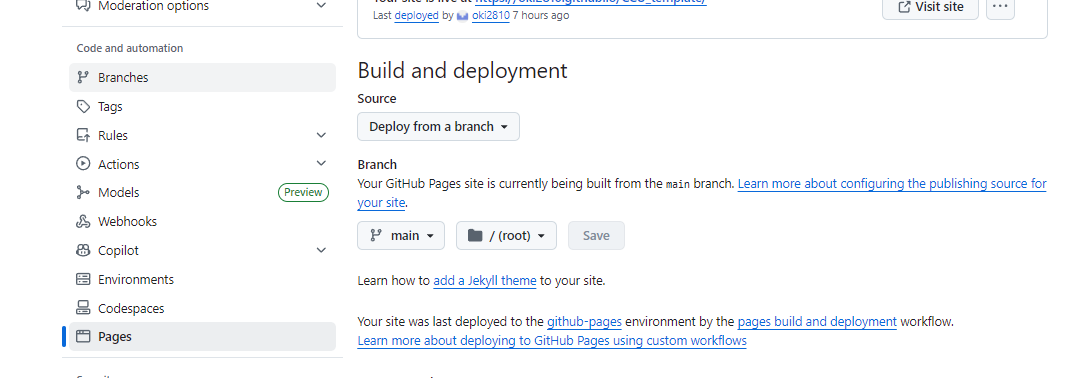 Moderation options
Code and automation
Branches
Tags
Rules
Actions
Models Preview
Webhooks
Copilot
Environments
Codespaces
Pages
Your site is live at
Last deployed by oki2810 7 hours ago
Visit site
Build and deployment
Source
Deploy from a branch
Branch
Your GitHub Pages site is currently being built from the main branch. Learn more about configuring the publishing source for
your site.
main / (root) Save
Learn how to add a Jekyll theme to your site.
Your site was last deployed to the github-pages environment by the pages build and deployment workflow.
Learn more about deploying to GitHub Pages using custom workflows